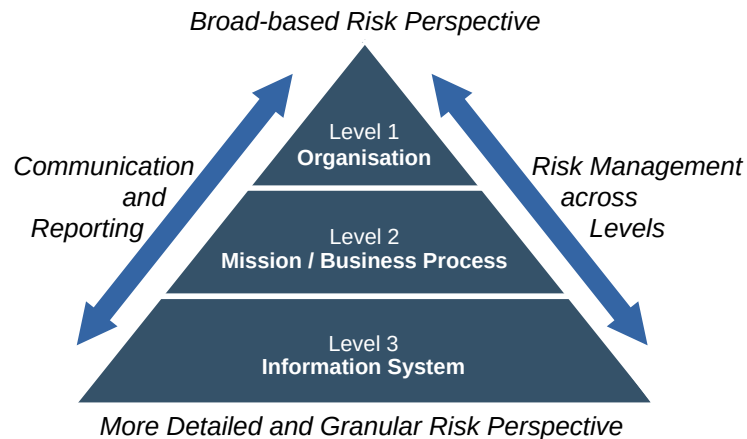 Broad-based Risk Perspective
Level 1
Organisation
Communication
and
Reporting
Risk Management
across
Levels
Level 2
Mission / Business Process
Level 3
Information System
More Detailed and Granular Risk Perspective